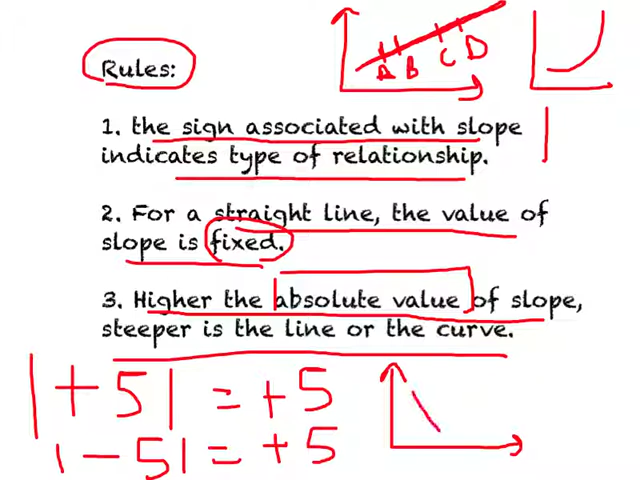 Rules:
A B C D
1. the sign associated with slope
indicates type of relationship.
2. For a straight line, the value of
slope is fixed.
3. Higher the absolute value of slope,
steeper is the line or the curve.
|+5| = +5
|-5| = +5